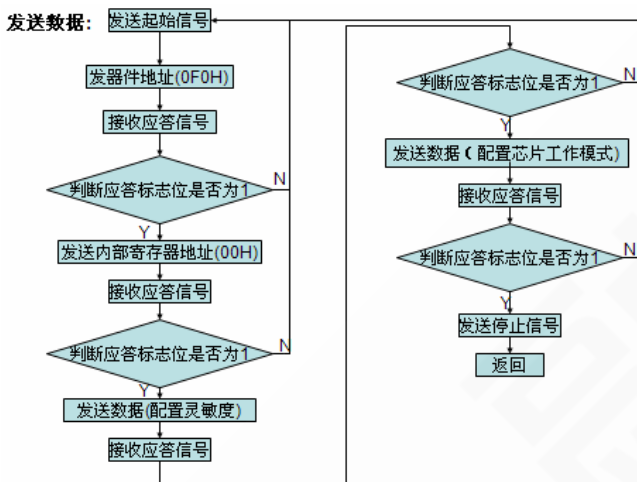 发送数据:
发送起始信号
发器件地址(0F0H)
接收应答信号
判断应答标志位是否为1
N
Y
发送内部寄存器地址(00H)
接收应答信号
判断应答标志位是否为1
N
Y
发送数据(配置灵敏度)
接收应答信号
判断应答标志位是否为1
N
Y
发送数据(配置芯片工作模式)
接收应答信号
判断应答标志位是否为1
N
Y
发送停止信号
返回